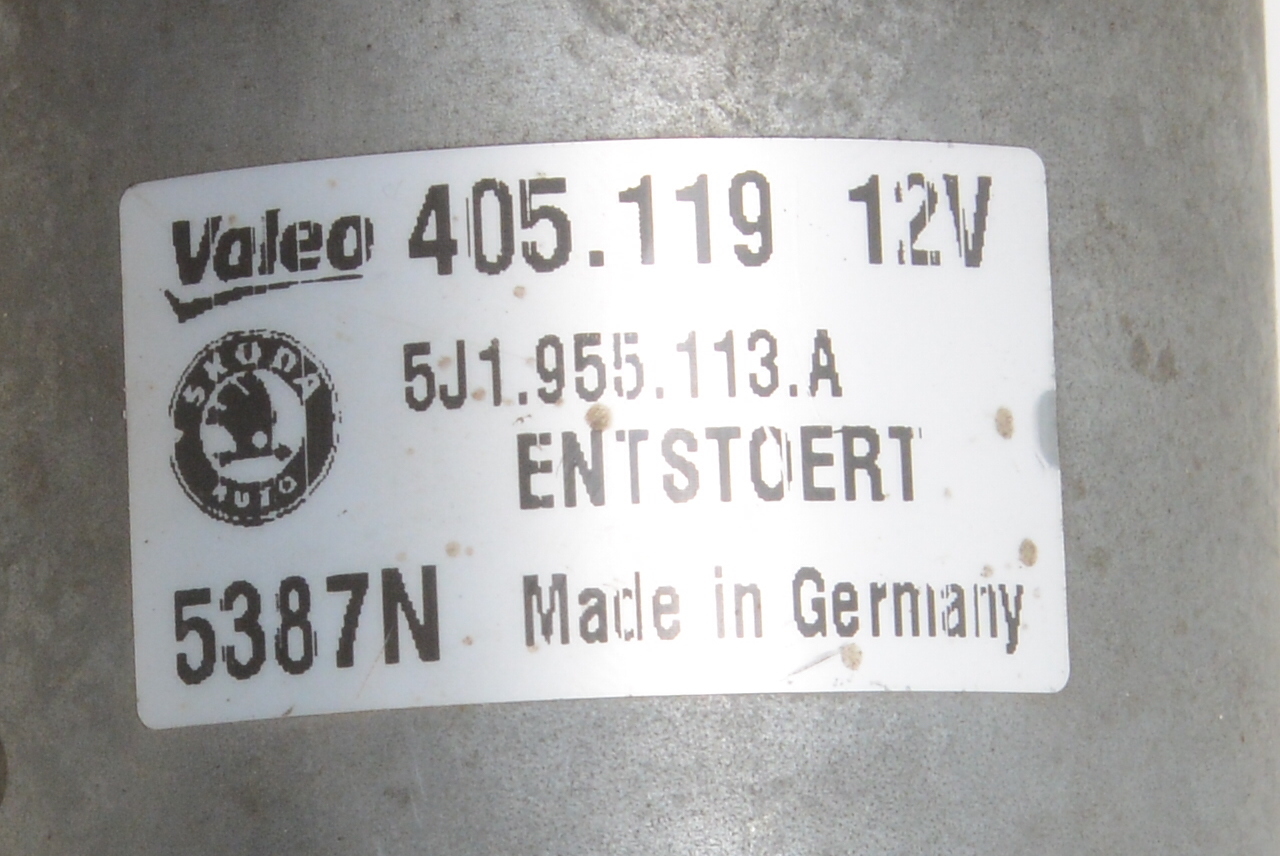 Valeo 405.119 12V
5J1.955.113.A
SKODA
AUTO
ENTSTOERT
5387N Made in Germany